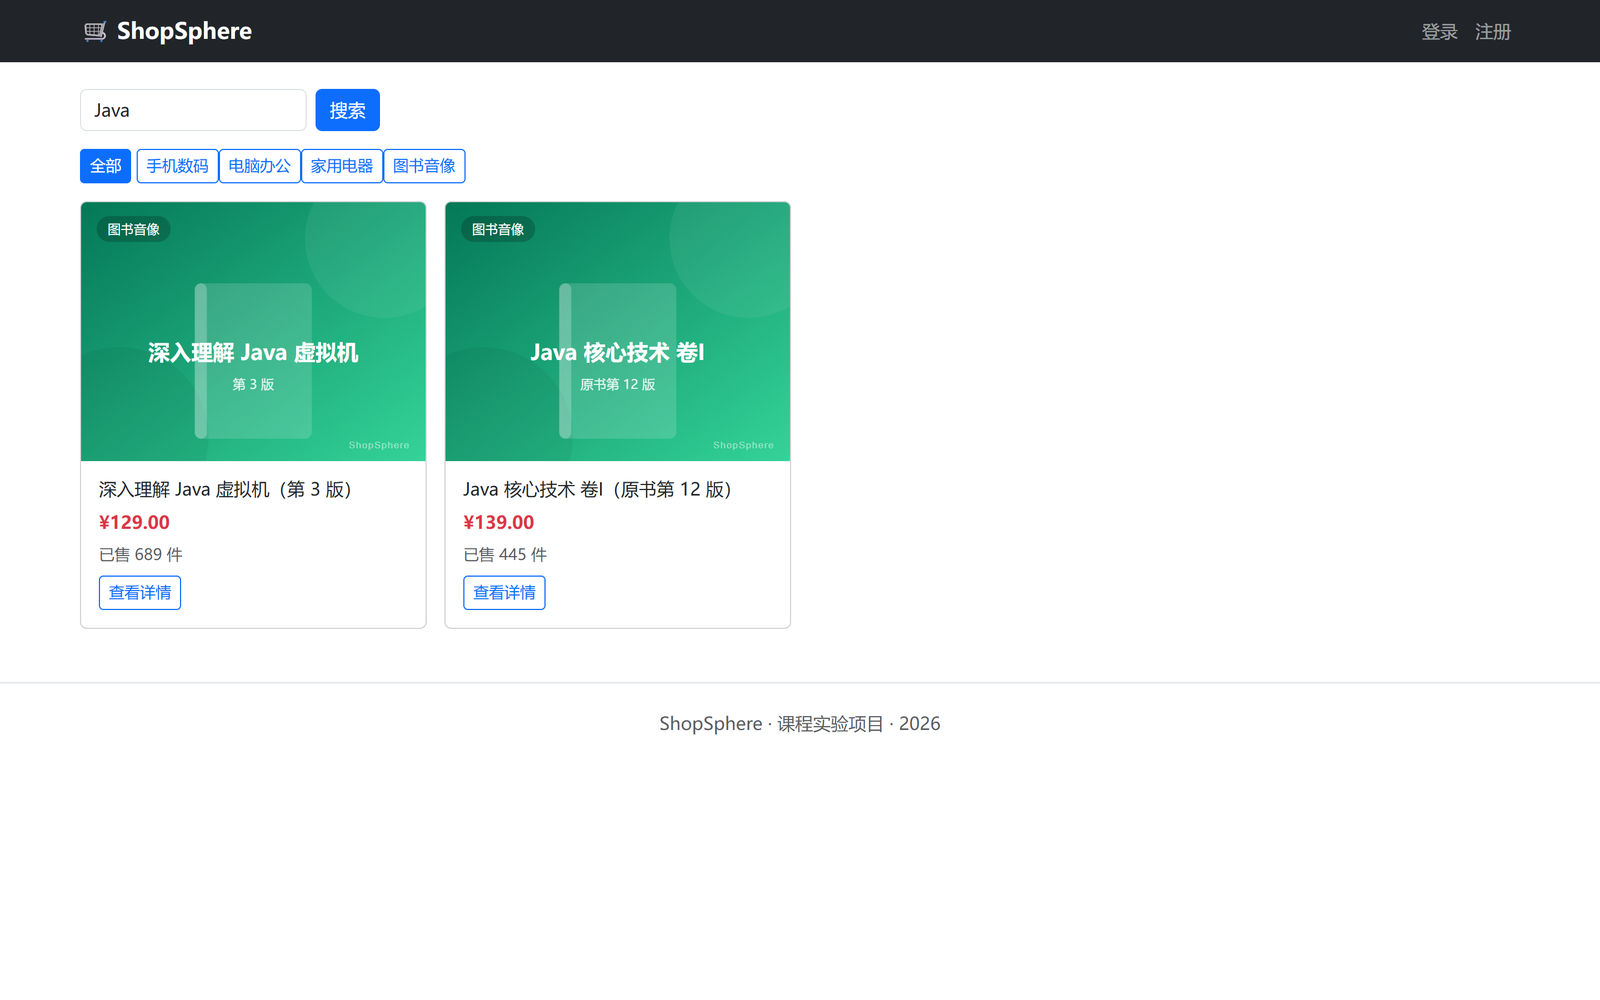 ShopSphere
登录 注册
Java 搜索
全部 手机数码 电脑办公 家用电器 图书音像
图书音像
深入理解 Java 虚拟机
第 3 版
ShopSphere
深入理解 Java 虚拟机（第 3 版）
¥129.00
已售 689 件
查看详情
图书音像
Java 核心技术 卷I
原书第 12 版
ShopSphere
Java 核心技术 卷I（原书第 12 版）
¥139.00
已售 445 件
查看详情
ShopSphere · 课程实验项目 · 2026